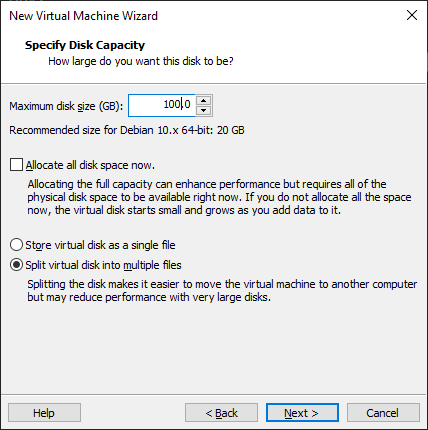 New Virtual Machine Wizard
Specify Disk Capacity
How large do you want this disk to be?
Maximum disk size (GB): 100.0
Recommended size for Debian 10.x 64-bit: 20 GB
Allocate all disk space now.
Allocating the full capacity can enhance performance but requires all of the
physical disk space to be available right now. If you do not allocate all the space
now, the virtual disk starts small and grows as you add data to it.
Store virtual disk as a single file
Split virtual disk into multiple files
Splitting the disk makes it easier to move the virtual machine to another computer
but may reduce performance with very large disks.
Help < Back Next > Cancel